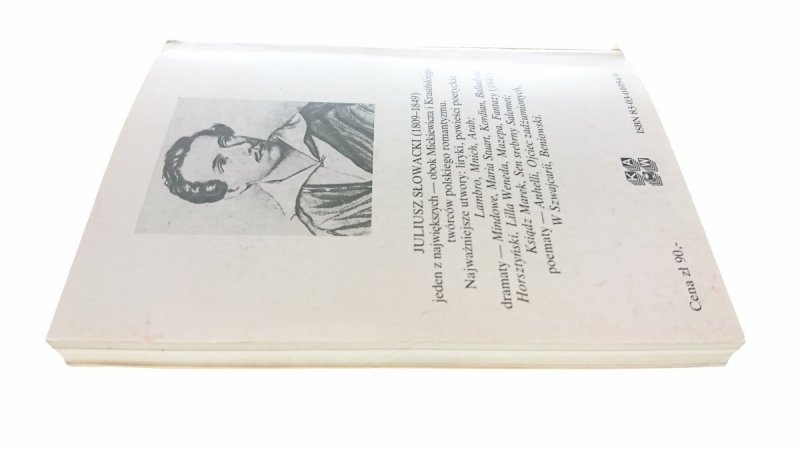 JULIUSZ SŁOWACKI (1809-1849)
jeden z największych — obok Mickiewicza i Krasińskiego
twórców polskiego romantyzmu.
Najważniejsze utwory: liryki, powieści poetyckie
Lambro, Mnich, Arab;
dramaty — Mindowe, Maria Stuart, Kordian, Balladyna,
Horsztyński, Lilla Weneda, Mazepa, Fantazy
Ksiądz Marek, Sen srebrny Salomei;
poematy — Anhelli, Ojciec zadżumionych,
W Szwajcarii, Beniowski.
KAW
ISBN
Cena zł 90,-